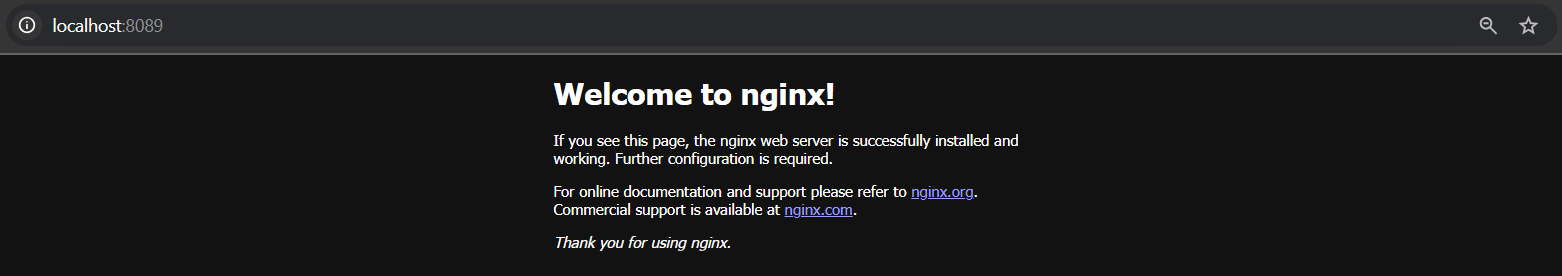 localhost:8089
Welcome to nginx!
If you see this page, the nginx web server is successfully installed and
working. Further configuration is required.
For online documentation and support please refer to nginx.org.
Commercial support is available at nginx.com.
Thank you for using nginx.